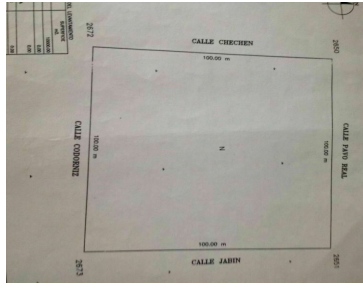 2672
CALLE CHECHEN
2650
100.00 m
CALLE CODORNIZ
100.00 m
N
100.00 m
CALLE PAVO REAL
100.00 m
2673
CALLE JABIN
2651